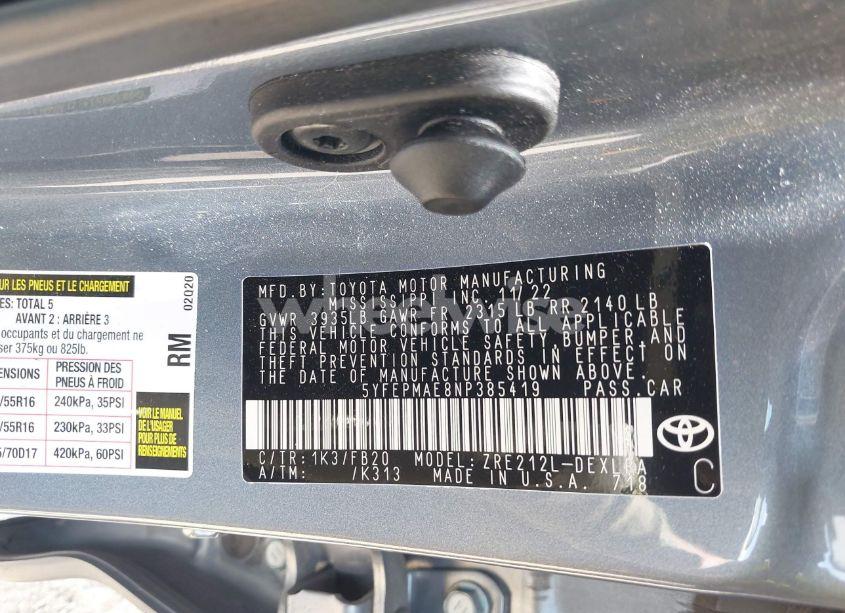 UR LES PNEUS ET LE CHARGEMENT
ES: TOTAL 5
AVANT 2 : ARRIÈRE 3
occupants et du chargement ne
ser 375kg ou 825lb.
ENSIONS PRESSION DES PNEUS À FROID
/55R16 240kPa, 35PSI
/55R16 230kPa, 33PSI
/70D17 420kPa, 60PSI
VOIR LE MANUEL
DE L'USAGER
POUR PLUS DE
RENSEIGNEMENTS
02020
RM
wheelwise
MFD. BY: TOYOTA MOTOR MANUFACTURING
MISSISSIPPI, INC. 11/22
GVWR 3935LB GAWR FR 2315LB RR 2140LB
THIS VEHICLE CONFORMS TO ALL APPLICABLE
FEDERAL MOTOR VEHICLE SAFETY, BUMPER, AND
THEFT PREVENTION STANDARDS IN EFFECT ON
THE DATE OF MANUFACTURE SHOWN ABOVE.
5YFEPMAE8NP385419 PASS.CAR
C/TR: 1K3/FB20 MODEL: ZRE212L-DEXL A
A/TM: /K313 MADE IN U.S.A. 718
C